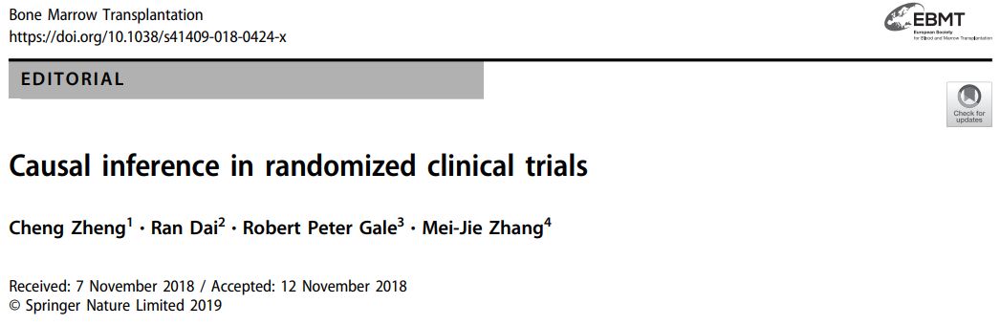 Bone Marrow Transplantation
https://doi.org/10.1038/s41409-018-0424-x
EBMT
European Society
for Blood and Marrow Transplantation
EDITORIAL
Check for
updates
Causal inference in randomized clinical trials
Cheng Zheng1 · Ran Dai2 · Robert Peter Gale3 · Mei-Jie Zhang4
Received: 7 November 2018 / Accepted: 12 November 2018
© Springer Nature Limited 2019